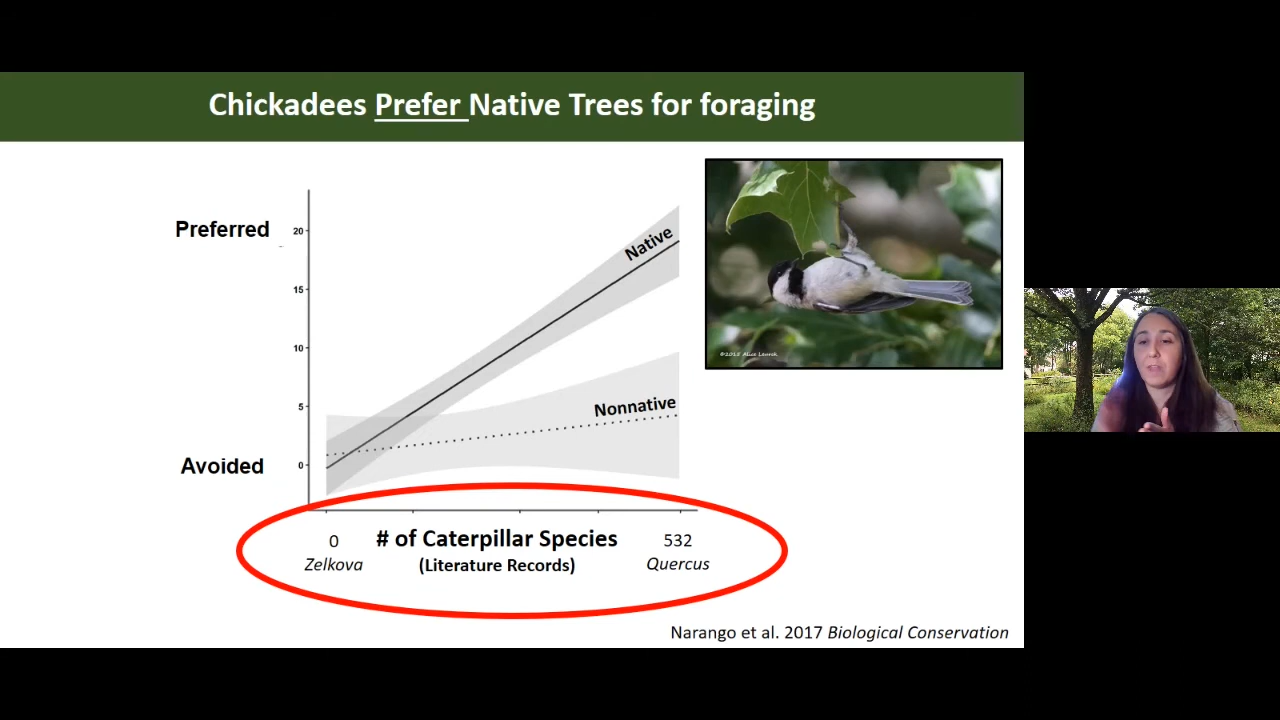 Chickadees Prefer Native Trees for foraging
Preferred
Avoided
20
15
10
5
0
Native
Nonnative
0
# of Caterpillar Species
532
Zelkova
(Literature Records)
Quercus
Narango et al. 2017 Biological Conservation